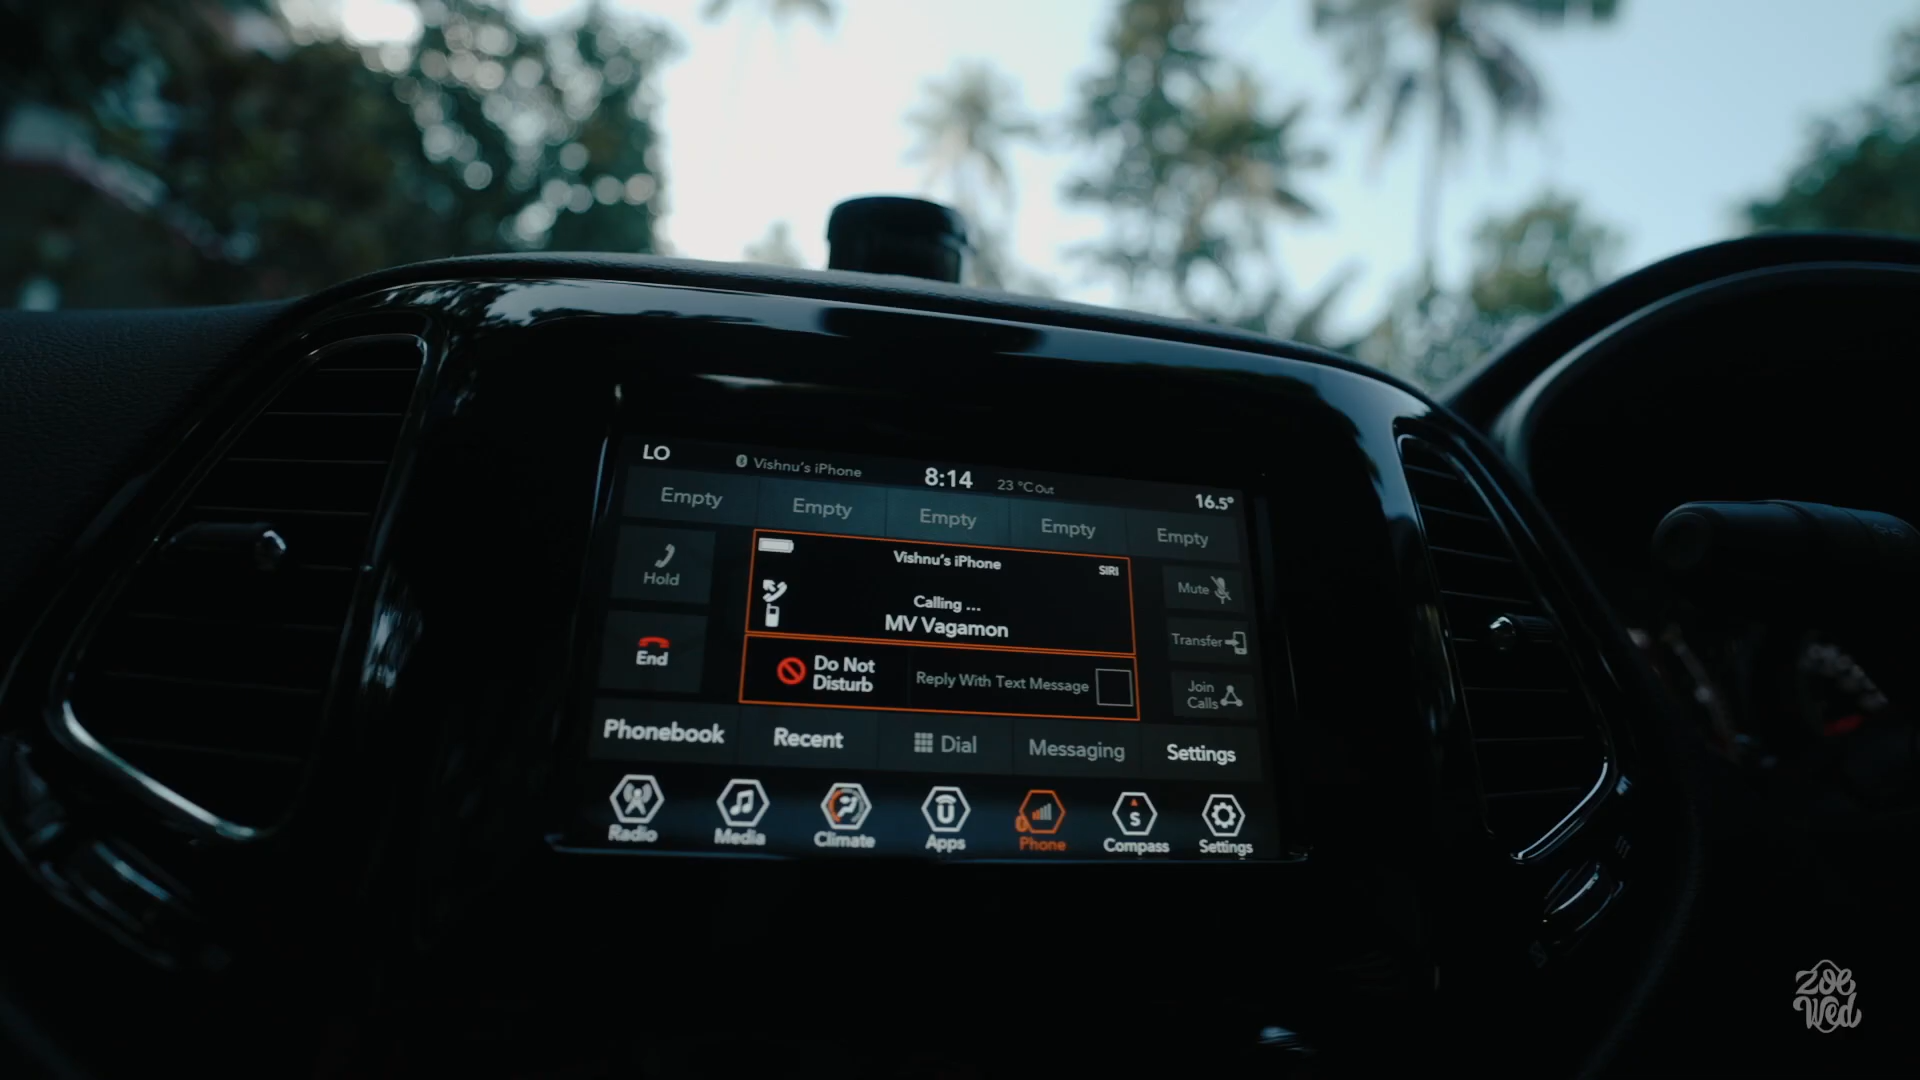 LO
Vishnu's iPhone
8:14
23 °C Out
16.5°
Empty
Empty
Empty
Empty
Empty
Hold
End
Vishnu's iPhone
SIRI
Calling ...
MV Vagamon
Do Not
Disturb
Reply With Text Message
Mute
Transfer
Join
Calls
Phonebook
Recent
Dial
Messaging
Settings
Radio
Media
Climate
U
Apps
Phone
S
Compass
Settings
Zoe
Wed